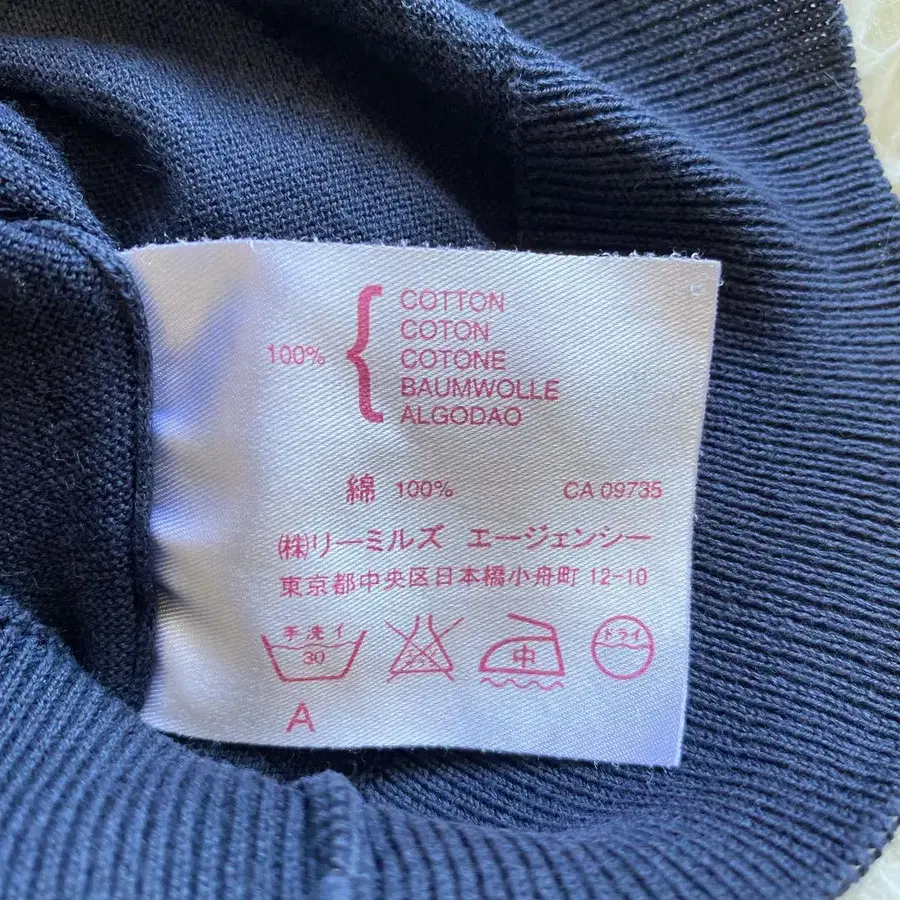 100%
COTTON
COTON
COTONE
BAUMWOLLE
ALGODAO
綿 100% CA 09735
㈱リーミルズ エージェンシー
東京都中央区日本橋小舟町 12-10
手洗イ
30
中
ドライ
A